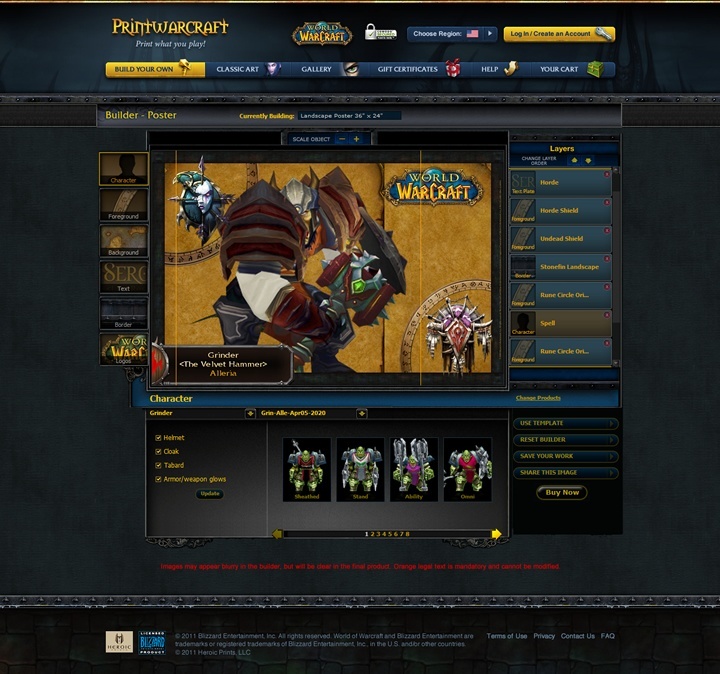 PRINTWARCRAFT
Print what you play!
WORLD OF WARCRAFT
Choose Region:
Log In / Create an Account
BUILD YOUR OWN
CLASSIC ART
GALLERY
GIFT CERTIFICATES
HELP
YOUR CART
Builder - Poster
Currently Building: Landscape Poster 36" x 24"
SCALE OBJECT
Layers
CHANGE LAYER ORDER
Character
Foreground
Background
Text
Border
Logos
WORLD OF WARCRAFT
Grinder
<The Velvet Hammer>
Alleria
Text Plate
Horde
Foreground
Horde Shield
Foreground
Undead Shield
Border
Stonefin Landscape
Foreground
Rune Circle Ori...
Character
Spell
Foreground
Rune Circle Ori...
Character
Change Products
Grinder
Grin-Alle-Apr05-2020
Helmet
Cloak
Tabard
Armor/weapon glows
Update
Sheathed
Stand
Ability
Omni
1 2 3 4 5 6 7 8
USE TEMPLATE
RESET BUILDER
SAVE YOUR WORK
SHARE THIS IMAGE
Buy Now
Images may appear blurry in the builder, but will be clear in the final product. Orange legal text is mandatory and cannot be modified.
HEROIC
LICENSED
BLIZZARD
PRODUCT
© 2011 Blizzard Entertainment, Inc. All rights reserved. World of Warcraft and Blizzard Entertainment are
trademarks or registered trademarks of Blizzard Entertainment, Inc., in the U.S. and/or other countries.
© 2011 Heroic Prints, LLC
Terms of Use
Privacy
Contact Us
FAQ